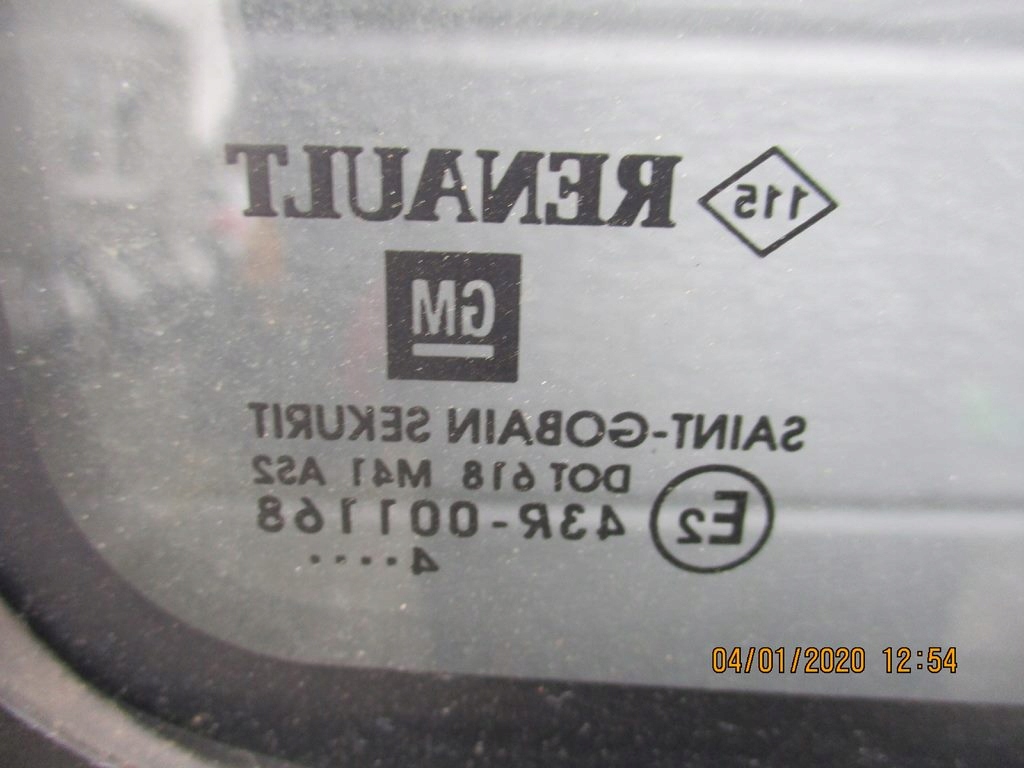 RENAULT 115
GM
SAINT-GOBAIN SEKURIT
DOT 618 M41 AS2
E2 43R-001168
4.....
04/01/2020 12:54